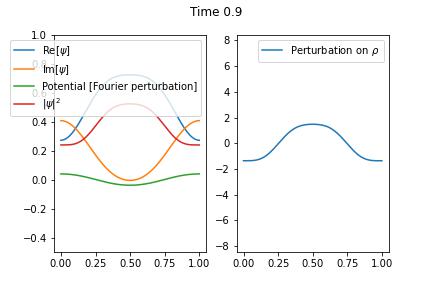 Time 0.9
Re[ψ]
Im[ψ]
Potential [Fourier perturbation]
|ψ|²
1.0
0.8
0.6
0.4
0.2
0.0
−0.2
−0.4
0.00 0.25 0.50 0.75 1.00
Perturbation on ρ
8
6
4
2
0
−2
−4
−6
−8
0.00 0.25 0.50 0.75 1.00